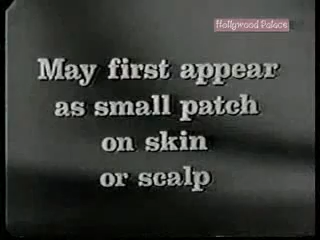 Hollywood Palace
May first appear
as small patch
on skin
or scalp